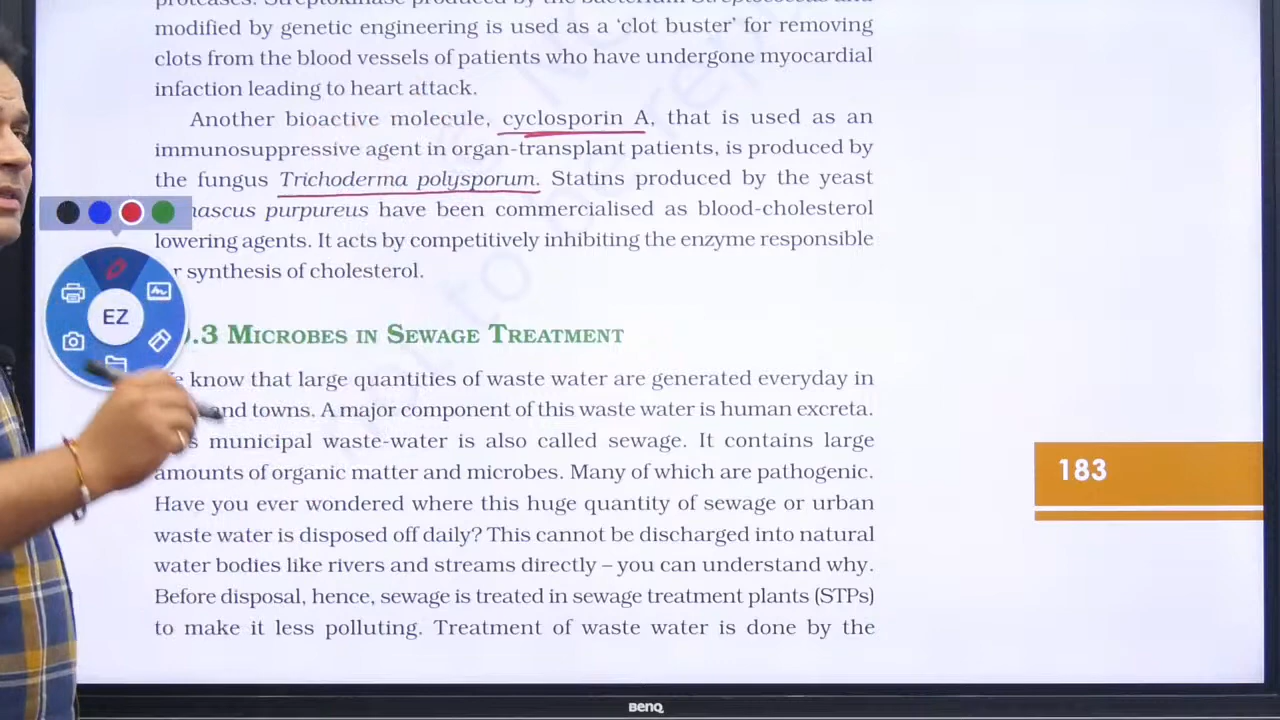 proteases. Streptokinase produced by the bacterium Streptococcus and
modified by genetic engineering is used as a ‘clot buster’ for removing
clots from the blood vessels of patients who have undergone myocardial
infaction leading to heart attack.
Another bioactive molecule, cyclosporin A, that is used as an
immunosuppressive agent in organ-transplant patients, is produced by
the fungus Trichoderma polysporum. Statins produced by the yeast
ascus purpureus have been commercialised as blood-cholesterol
lowering agents. It acts by competitively inhibiting the enzyme responsible
r synthesis of cholesterol.
.3 Microbes in Sewage Treatment
e know that large quantities of waste water are generated everyday in
and towns. A major component of this waste water is human excreta.
s municipal waste-water is also called sewage. It contains large
amounts of organic matter and microbes. Many of which are pathogenic.
Have you ever wondered where this huge quantity of sewage or urban
waste water is disposed off daily? This cannot be discharged into natural
water bodies like rivers and streams directly – you can understand why.
Before disposal, hence, sewage is treated in sewage treatment plants (STPs)
to make it less polluting. Treatment of waste water is done by the
183
EZ
BenQ